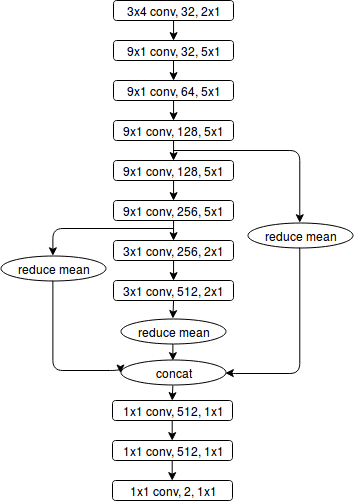 3x4 conv, 32, 2x1
9x1 conv, 32, 5x1
9x1 conv, 64, 5x1
9x1 conv, 128, 5x1
9x1 conv, 128, 5x1
9x1 conv, 256, 5x1
reduce mean
3x1 conv, 256, 2x1
reduce mean
3x1 conv, 512, 2x1
reduce mean
concat
1x1 conv, 512, 1x1
1x1 conv, 512, 1x1
1x1 conv, 2, 1x1